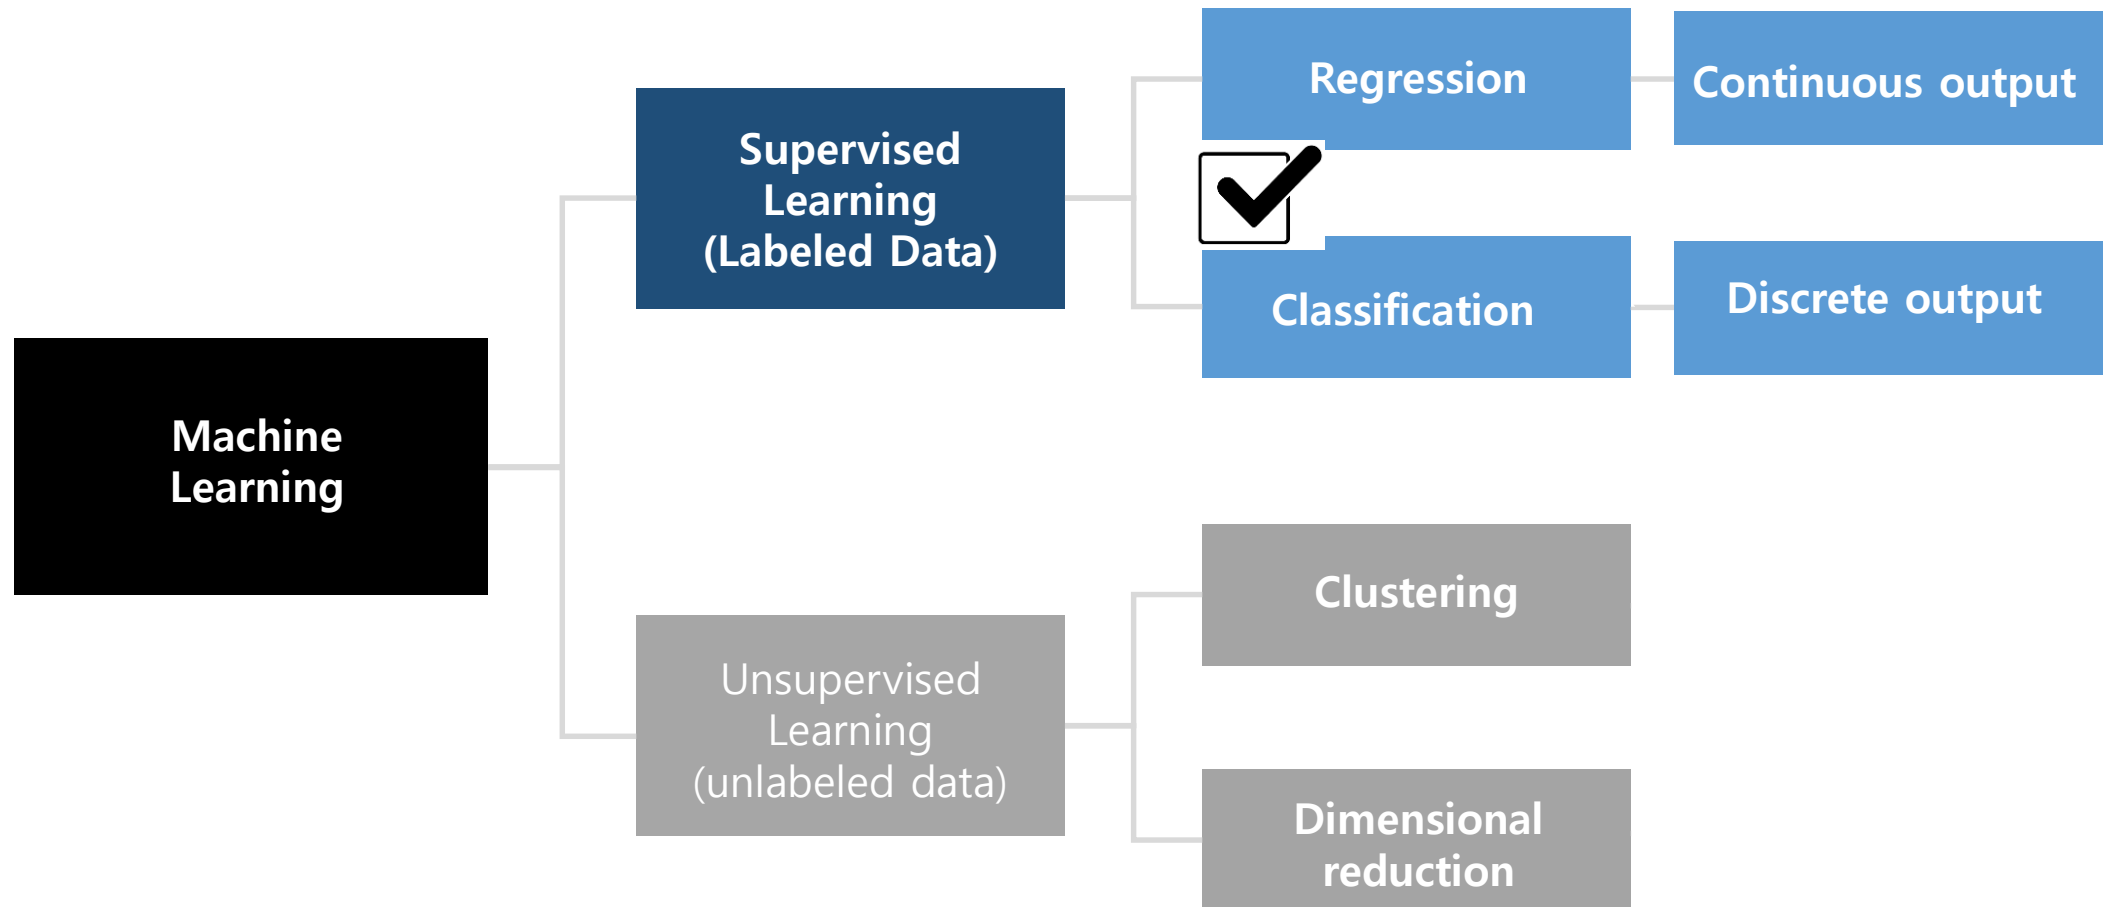 Machine
Learning
Supervised
Learning
(Labeled Data)
Regression
Continuous output
Classification
Discrete output
Unsupervised
Learning
(unlabeled data)
Clustering
Dimensional
reduction